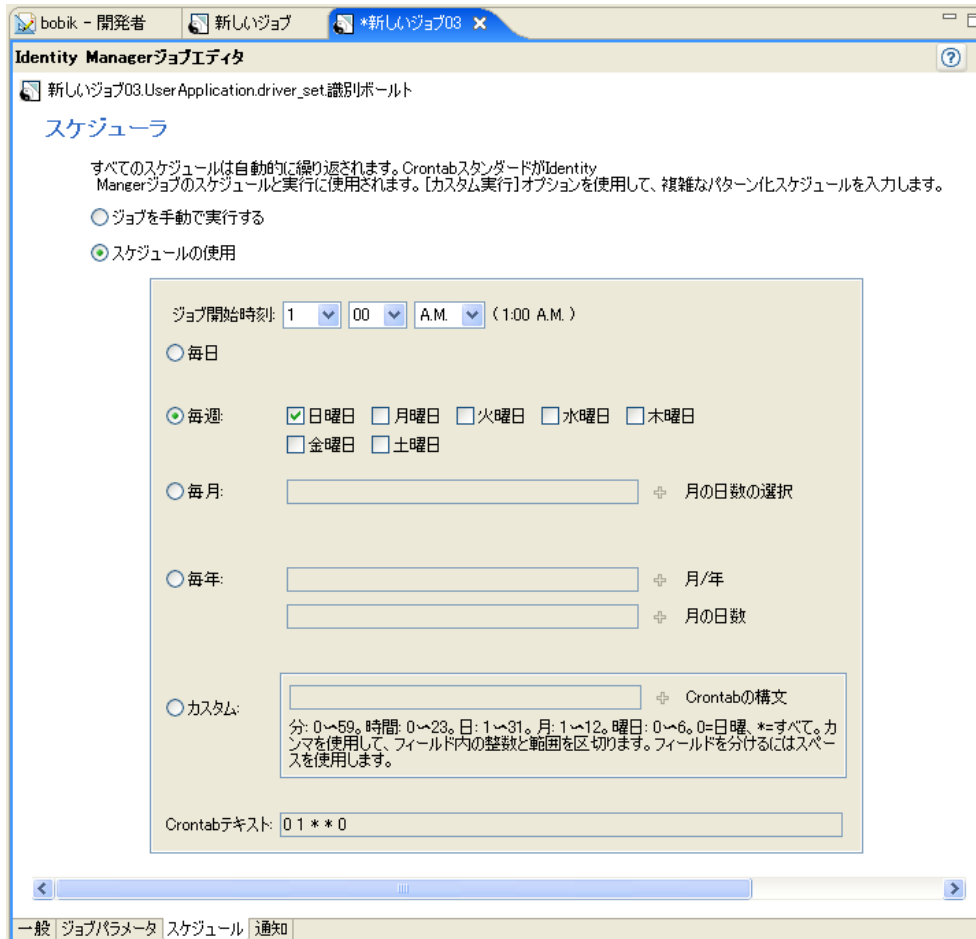 bobik - 開発者 新しいジョブ *新しいジョブ03
Identity Managerジョブエディタ
新しいジョブ03.UserApplication.driver_set.識別ボールト
スケジューラ
すべてのスケジュールは自動的に繰り返されます。CrontabスタンダードがIdentity
Mangerジョブのスケジュールと実行に使用されます。[カスタム実行]オプションを使用して、複雑なパターン化スケジュールを入力します。
ジョブを手動で実行する
スケジュールの使用
ジョブ開始時刻: 1 00 A.M. (1:00 A.M.)
毎日
毎週: 日曜日 月曜日 火曜日 水曜日 木曜日
金曜日 土曜日
毎月: 月の日数の選択
毎年: 月/年
月の日数
カスタム: Crontabの構文
分: 0~59。時間: 0~23。日: 1~31。月: 1~12。曜日: 0~6。0=日曜、*=すべて。カ
ンマを使用して、フィールド内の整数と範囲を区切ります。フィールドを分けるにはスペー
スを使用します。
Crontabテキスト: 0 1 * * 0
一般 ジョブパラメータ スケジュール 通知